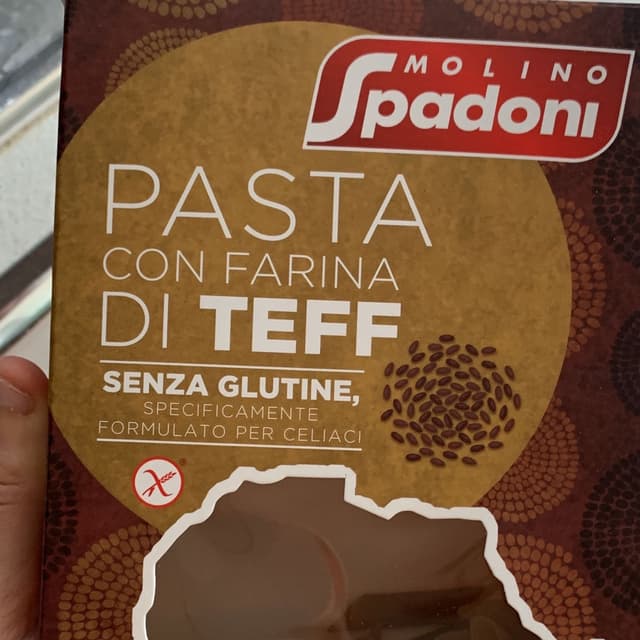 MOLINO
Spadoni
PASTA
CON FARINA
DI TEFF
SENZA GLUTINE,
SPECIFICAMENTE
FORMULATO PER CELIACI